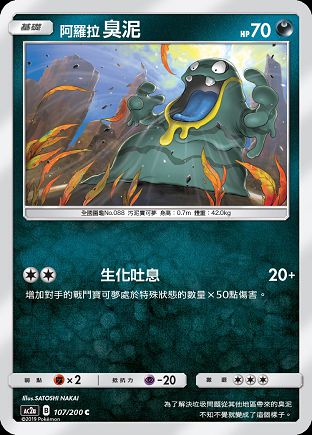 基礎 阿羅拉 臭泥 HP 70
全國圖鑑No.088 污泥寶可夢 身高：0.7m 體重：42.0kg
生化吐息 20+
增加對手的戰鬥寶可夢處於特殊狀態的數量×50點傷害。
弱點 ×2 抵抗力 -20 撤退
Illus.SATOSHI NAKAI
AC2a B 107/200 C
©2019 Pokémon
為了解決垃圾問題從其他地區帶來的臭泥
不知不覺就變成了這副模樣。